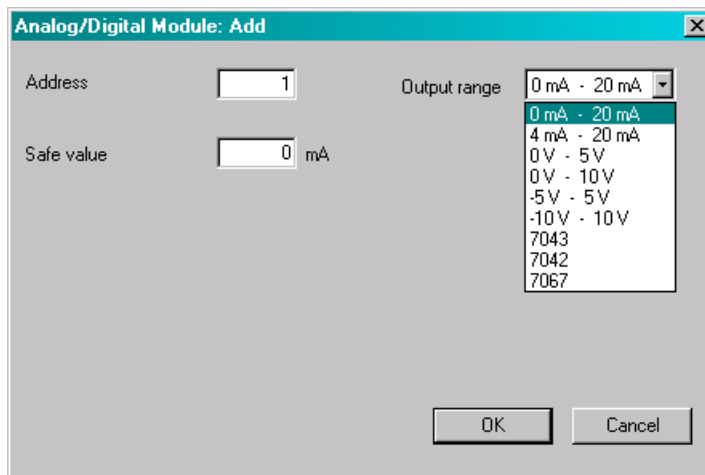 Analog/Digital Module: Add
Address 1 Output range 0 mA - 20 mA
0 mA - 20 mA
4 mA - 20 mA
Safe value 0 mA
0 V - 5 V
0 V - 10 V
-5 V - 5 V
-10 V - 10 V
7043
7042
7067
OK Cancel